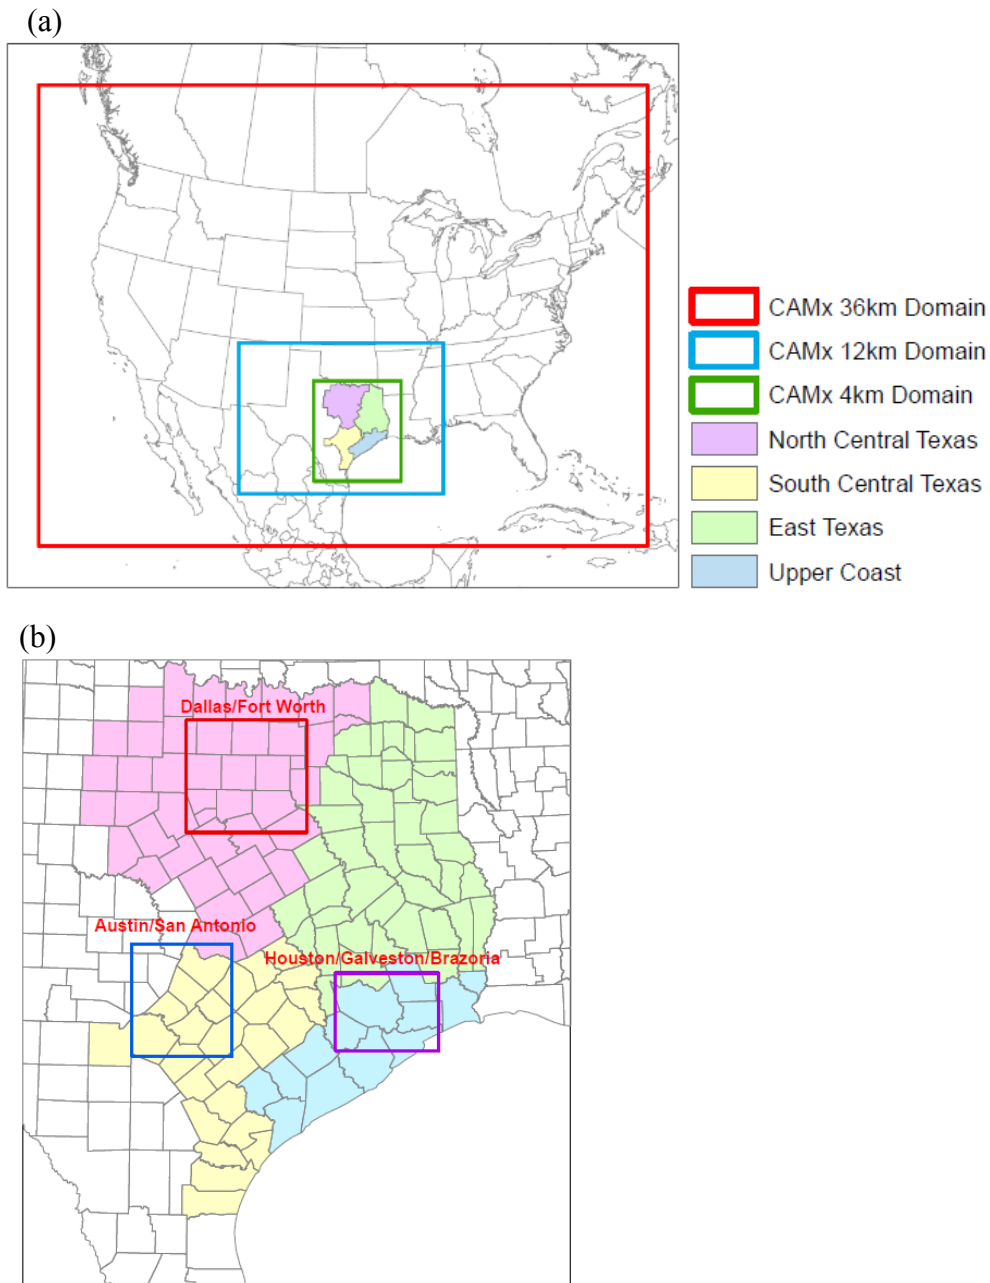 (a)
CAMx 36km Domain
CAMx 12km Domain
CAMx 4km Domain
North Central Texas
South Central Texas
East Texas
Upper Coast
(b)
Dallas/Fort Worth
Austin/San Antonio
Houston/Galveston/Brazoria